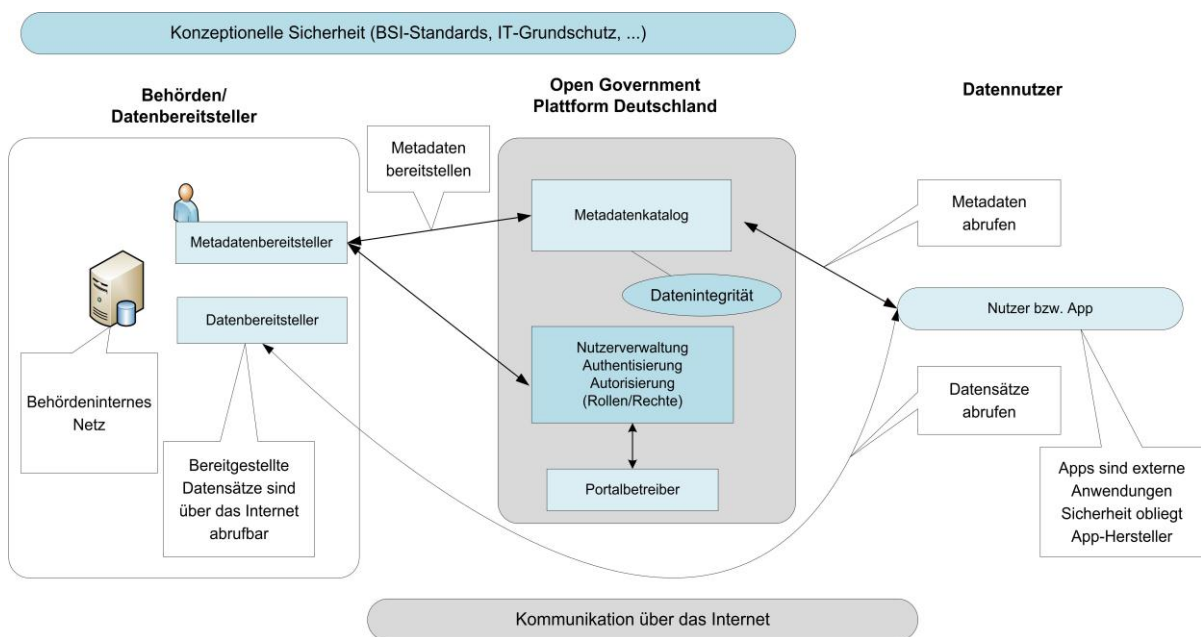 Konzeptionelle Sicherheit (BSI-Standards, IT-Grundschutz, ...)
Behörden/
Datenbereitsteller
Open Government
Plattform Deutschland
Datennutzer
Metadaten
bereitstellen
Metadatenbereitsteller
Metadatenkatalog
Metadaten
abrufen
Datenintegrität
Datenbereitsteller
Nutzer bzw. App
Nutzerverwaltung
Authentisierung
Autorisierung
(Rollen/Rechte)
Behördeninternes
Netz
Datensätze
abrufen
Bereitgestellte
Datensätze sind
über das Internet
abrufbar
Portalbetreiber
Apps sind externe
Anwendungen
Sicherheit obliegt
App-Hersteller
Kommunikation über das Internet